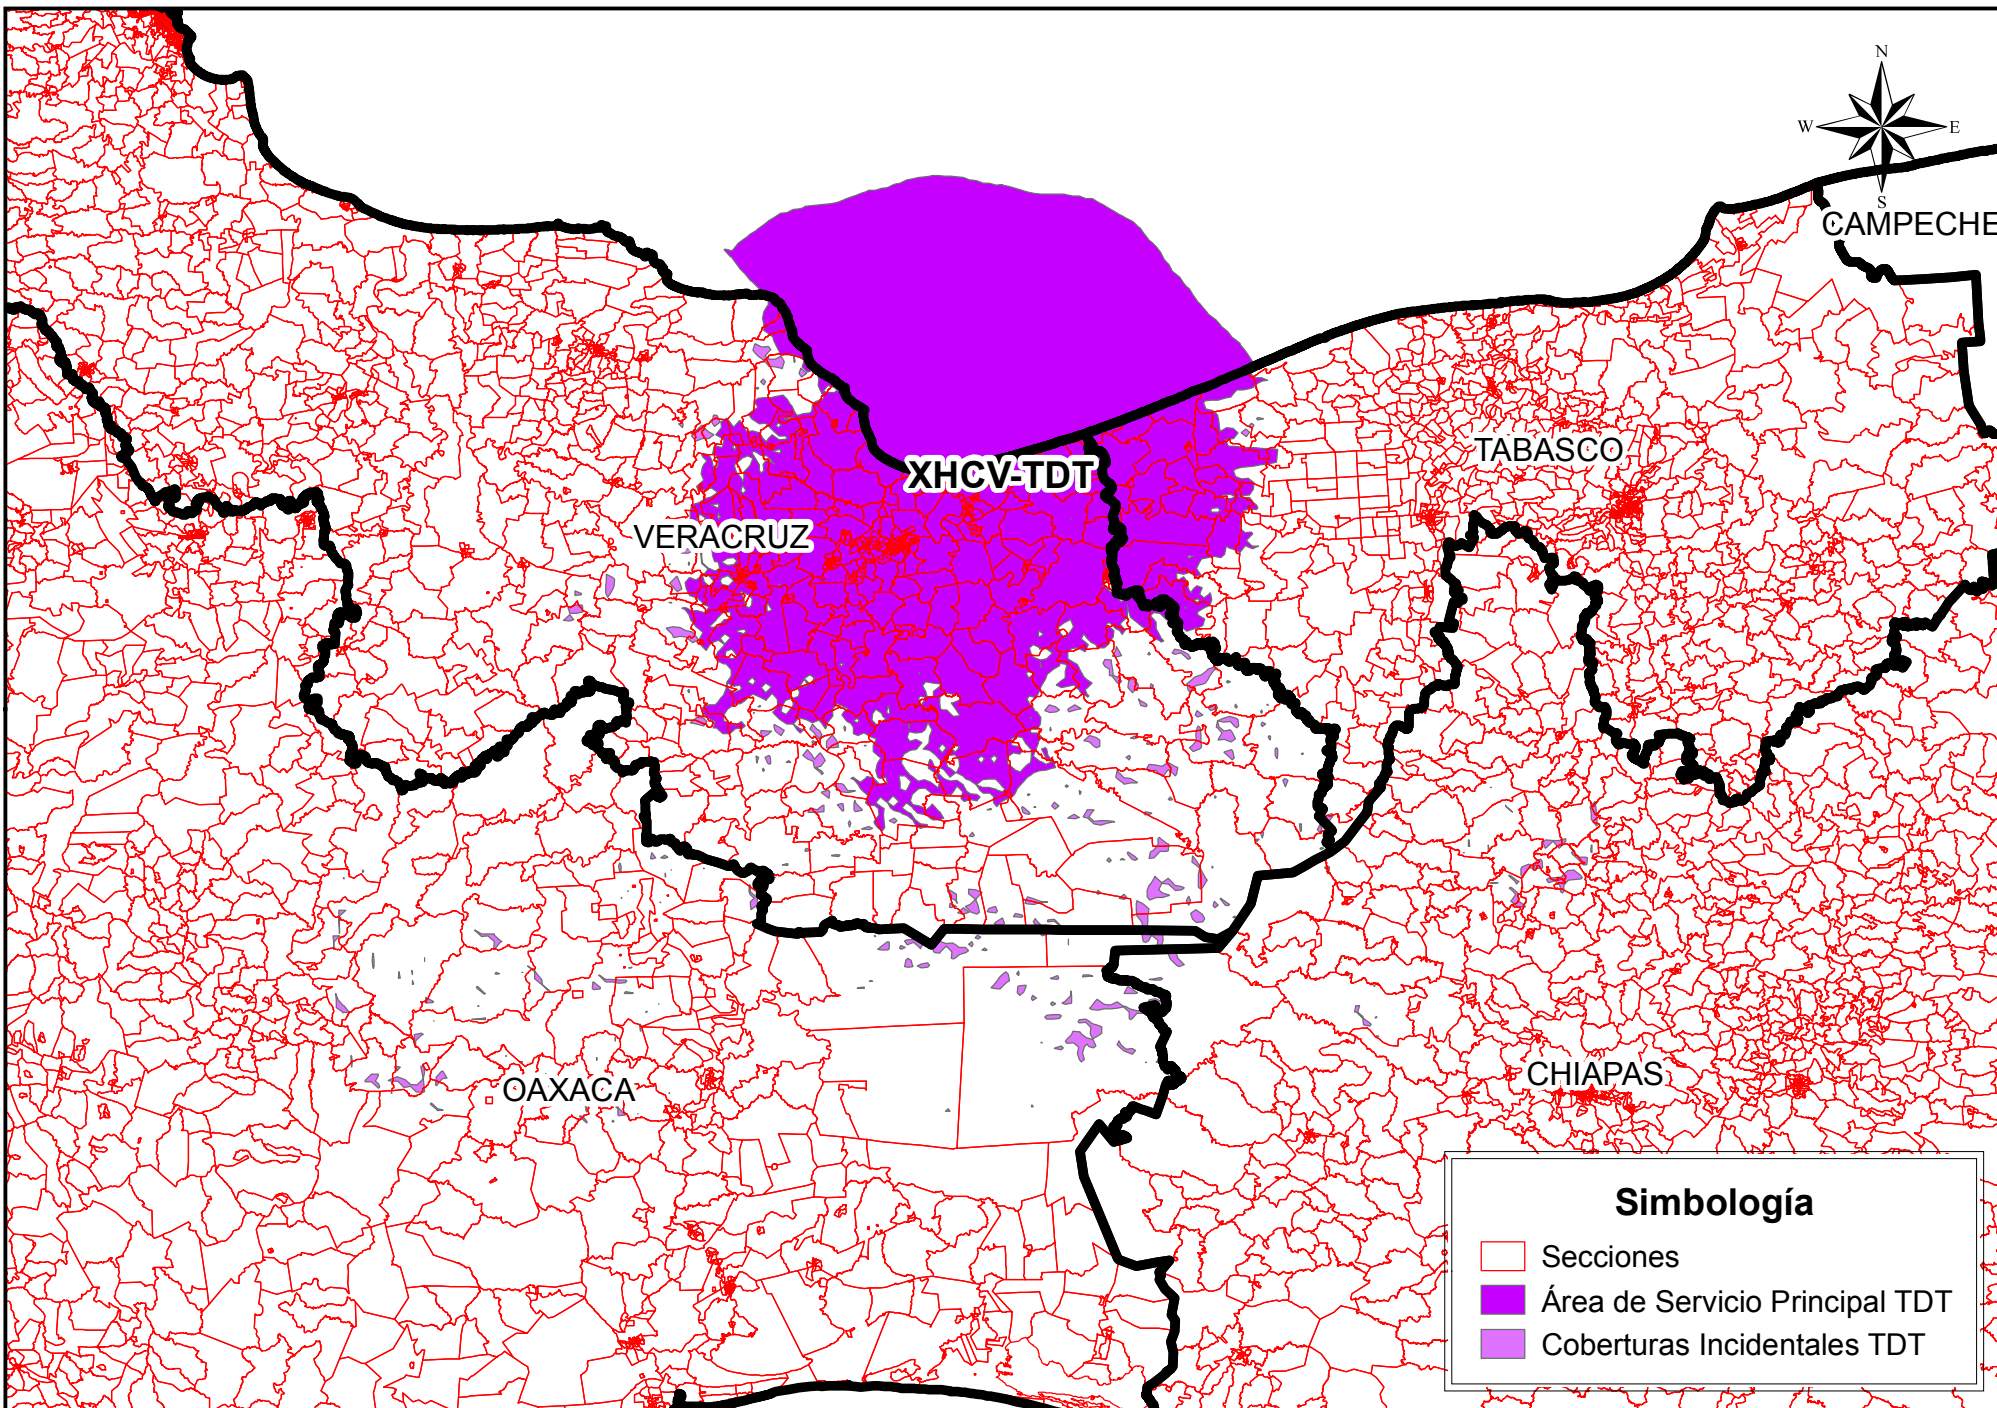 N
W
E
S
CAMPECHE
TABASCO
XHCV-TDT
VERACRUZ
CHIAPAS
OAXACA
Simbología
Secciones
Área de Servicio Principal TDT
Coberturas Incidentales TDT